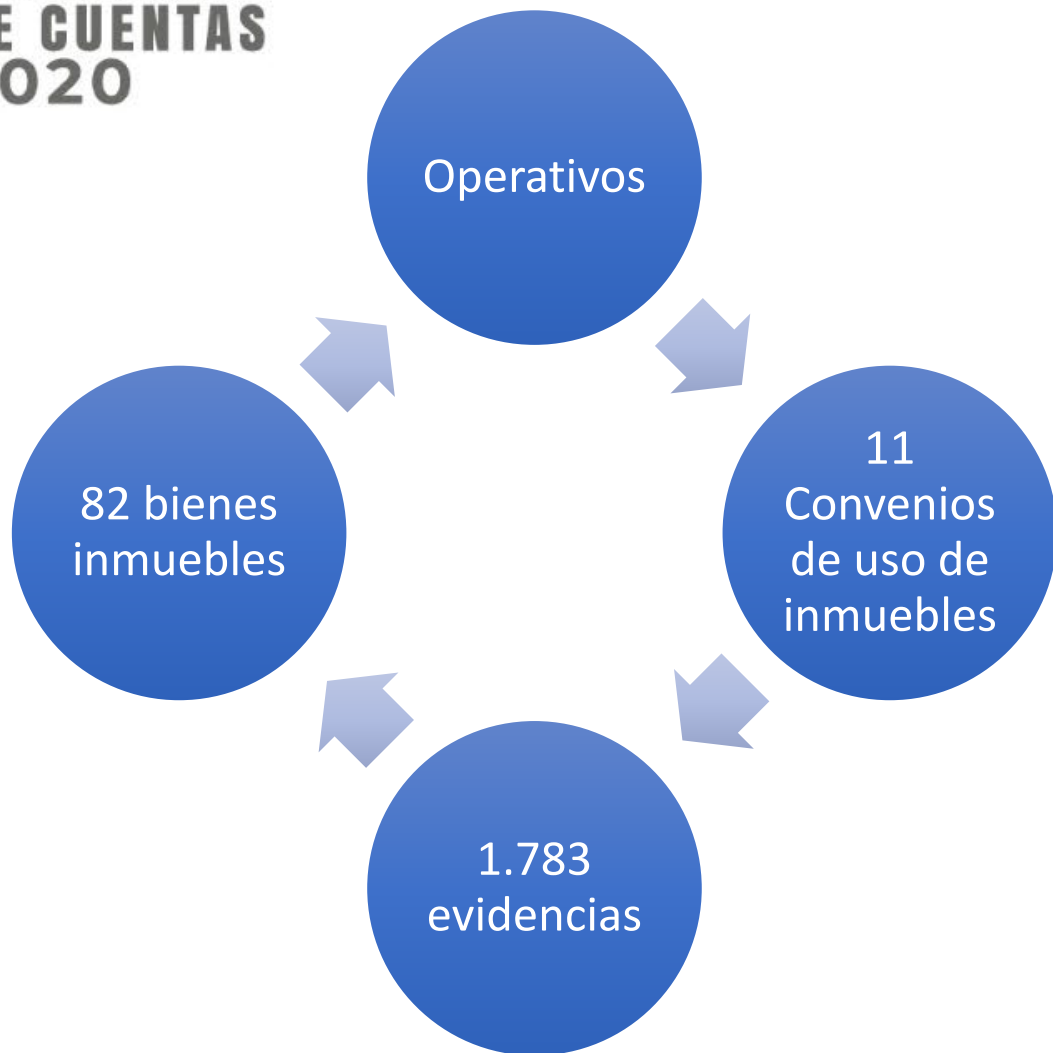 E CUENTAS
020
Operativos
11
Convenios
de uso de
inmuebles
1.783
evidencias
82 bienes
inmuebles